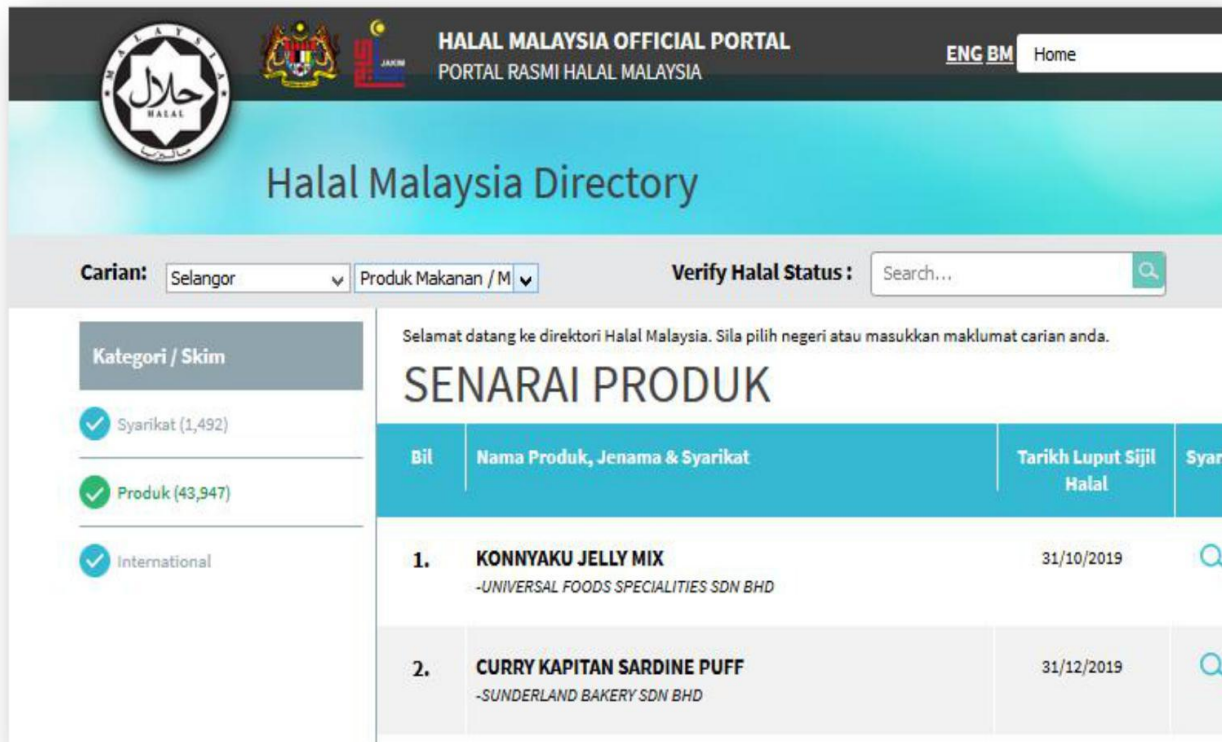 MALAYSIA
حلال
HALAL
ماليزيا
JAKIM
HALAL MALAYSIA OFFICIAL PORTAL
PORTAL RASMI HALAL MALAYSIA
ENG BM
Home
Halal Malaysia Directory
Carian:
Selangor
Produk Makanan / M
Verify Halal Status :
Search...
Kategori / Skim
Syarikat (1,492)
Produk (43,947)
International
Selamat datang ke direktori Halal Malaysia. Sila pilih negeri atau masukkan maklumat carian anda.
SENARAI PRODUK
Bil
Nama Produk, Jenama & Syarikat
Tarikh Luput Sijil
Halal
Syar
1.
KONNYAKU JELLY MIX
-UNIVERSAL FOODS SPECIALITIES SDN BHD
31/10/2019
2.
CURRY KAPITAN SARDINE PUFF
-SUNDERLAND BAKERY SDN BHD
31/12/2019